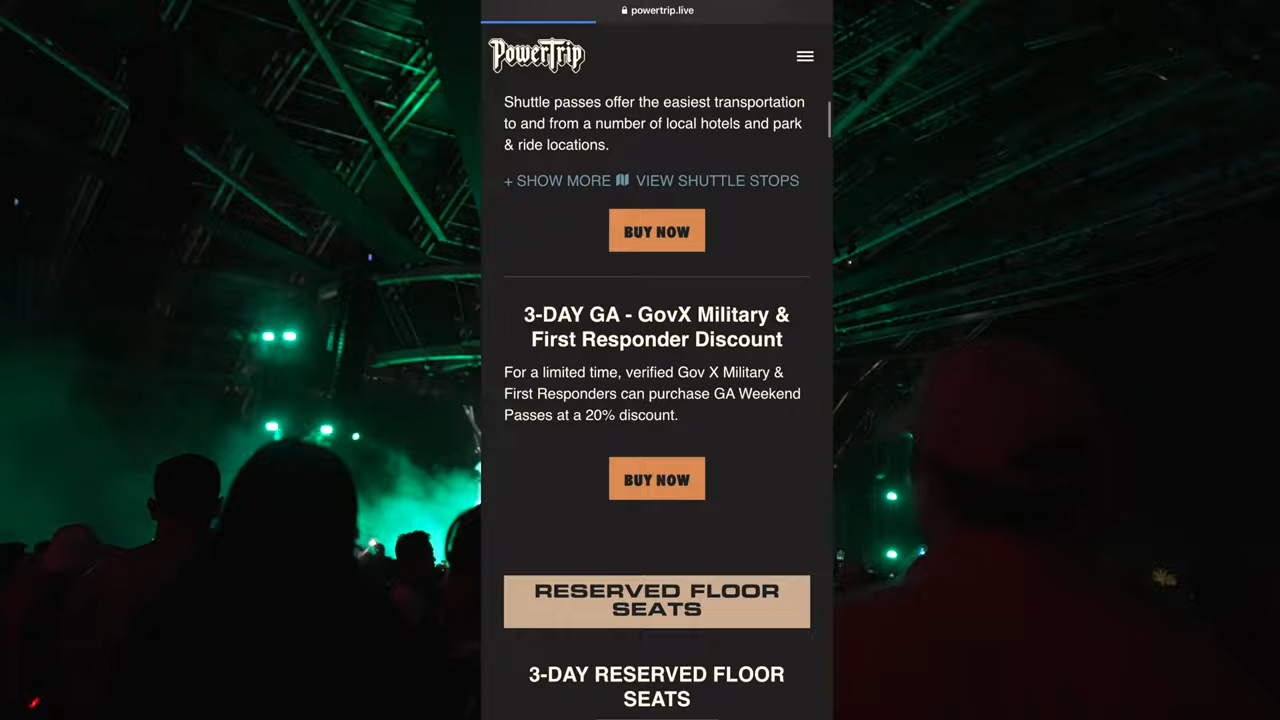 powertrip.live
PowerTrip
Shuttle passes offer the easiest transportation
to and from a number of local hotels and park
& ride locations.
+ SHOW MORE VIEW SHUTTLE STOPS
BUY NOW
3-DAY GA - GovX Military &
First Responder Discount
For a limited time, verified Gov X Military &
First Responders can purchase GA Weekend
Passes at a 20% discount.
BUY NOW
RESERVED FLOOR
SEATS
3-DAY RESERVED FLOOR
SEATS